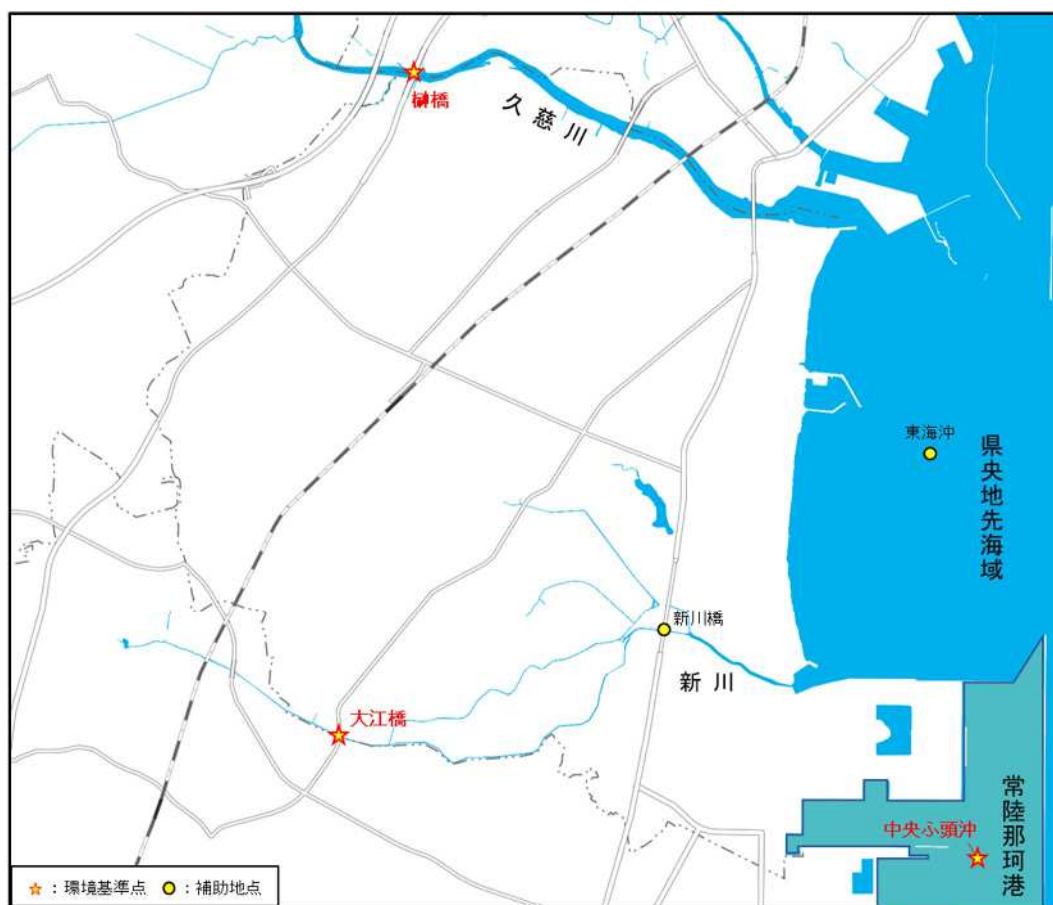 榊橋
久慈川
東海沖
県央地先海域
新川橋
新川
大江橋
中央ふ頭沖
常陸那珂港
：環境基準点
：補助地点